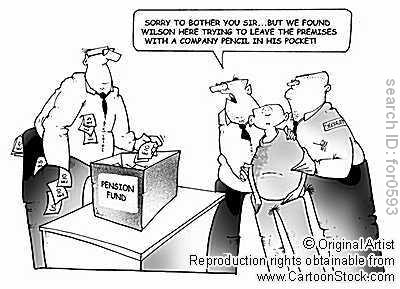 SORRY TO BOTHER YOU SIR...BUT WE FOUND
WILSON HERE TRYING TO LEAVE THE PREMISES
WITH A COMPANY PENCIL IN HIS POCKET!
PENSION
FUND
search ID: for0593
© Original Artist
Reproduction rights obtainable from
www.CartoonStock.com